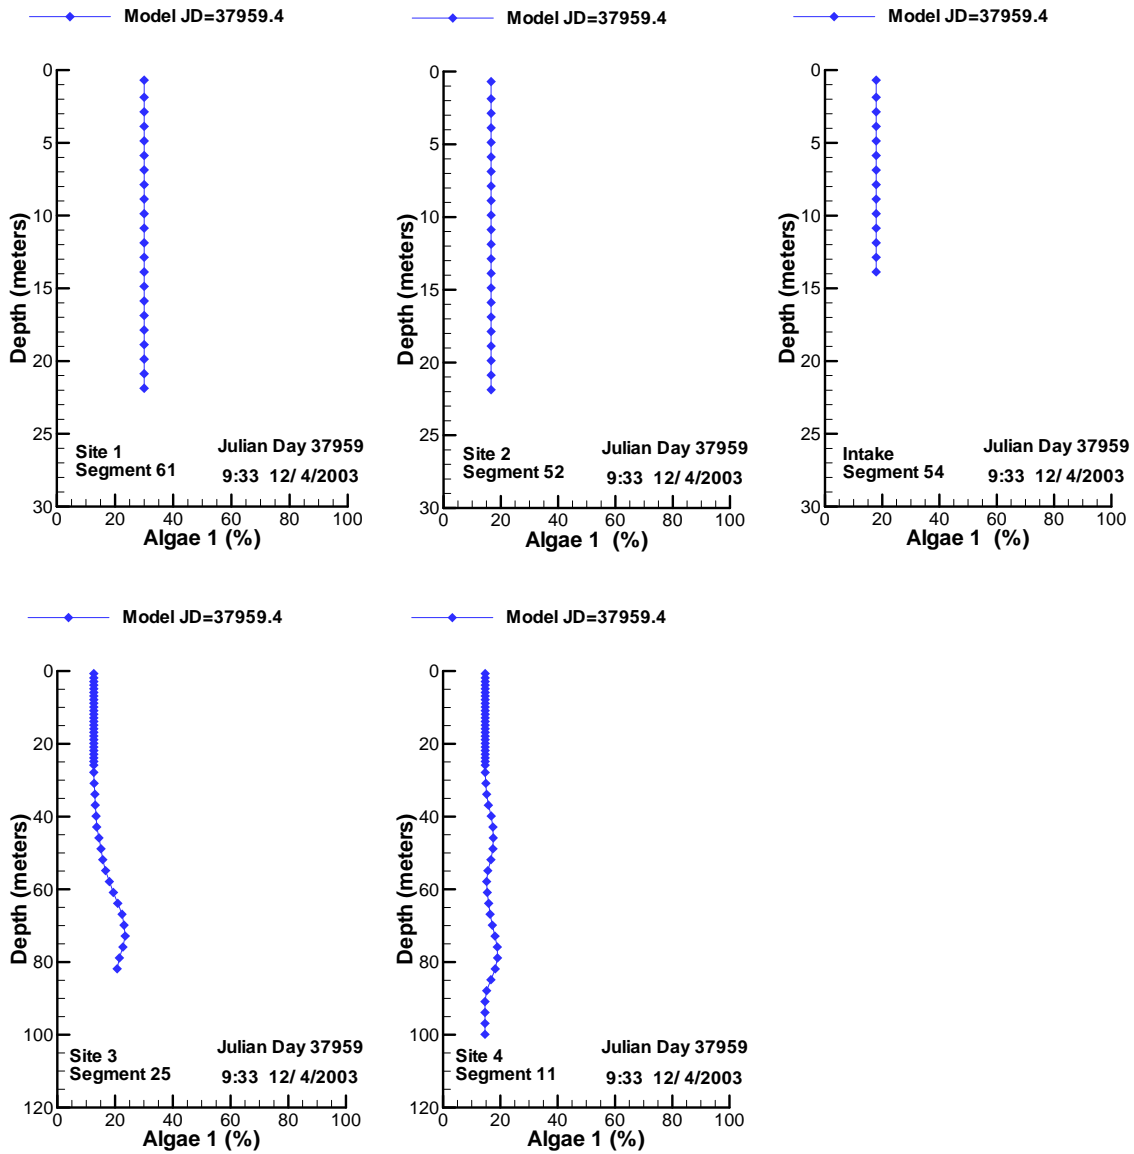 Model JD=37959.4
0
5
10
15
20
25
30
0 20 40 60 80 100
Depth (meters)
Algae 1 (%)
Site 1
Segment 61
Julian Day 37959
9:33 12/ 4/2003
Model JD=37959.4
0
5
10
15
20
25
30
0 20 40 60 80 100
Depth (meters)
Algae 1 (%)
Site 2
Segment 52
Julian Day 37959
9:33 12/ 4/2003
Model JD=37959.4
0
5
10
15
20
25
30
0 20 40 60 80 100
Depth (meters)
Algae 1 (%)
Intake
Segment 54
Julian Day 37959
9:33 12/ 4/2003
Model JD=37959.4
0
20
40
60
80
100
120
0 20 40 60 80 100
Depth (meters)
Algae 1 (%)
Site 3
Segment 25
Julian Day 37959
9:33 12/ 4/2003
Model JD=37959.4
0
20
40
60
80
100
120
0 20 40 60 80 100
Depth (meters)
Algae 1 (%)
Site 4
Segment 11
Julian Day 37959
9:33 12/ 4/2003